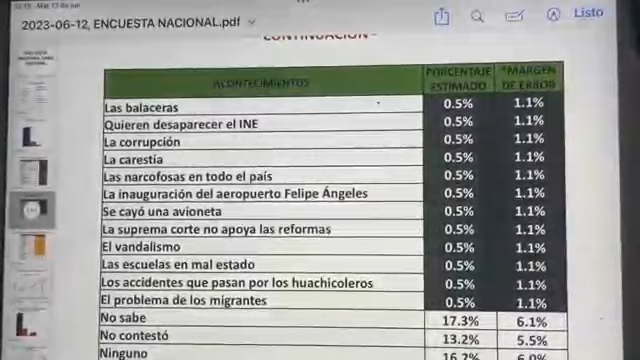 2023-06-12, ENCUESTA NACIONAL.pdf
Listo
CONTINUACIÓN
ACONTECIMIENTOS PORCENTAJE ESTIMADO *MARGEN DE ERROR
Las balaceras 0.5% 1.1%
Quieren desaparecer el INE 0.5% 1.1%
La corrupción 0.5% 1.1%
La carestía 0.5% 1.1%
Las narcofosas en todo el país 0.5% 1.1%
La inauguración del aeropuerto Felipe Ángeles 0.5% 1.1%
Se cayó una avioneta 0.5% 1.1%
La suprema corte no apoya las reformas 0.5% 1.1%
El vandalismo 0.5% 1.1%
Las escuelas en mal estado 0.5% 1.1%
Los accidentes que pasan por los huachicoleros 0.5% 1.1%
El problema de los migrantes 0.5% 1.1%
No sabe 17.3% 6.1%
No contestó 13.2% 5.5%
Ninguno 16.2% 6.0%